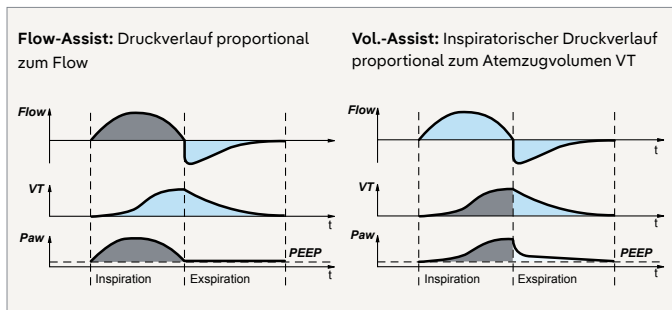 Flow-Assist: Druckverlauf proportional
zum Flow
Flow
t
VT
t
Paw
PEEP
t
Inspiration
Exspiration
Vol.-Assist: Inspiratorischer Druckverlauf
proportional zum Atemzugvolumen VT
Flow
t
VT
t
Paw
PEEP
t
Inspiration
Exspiration